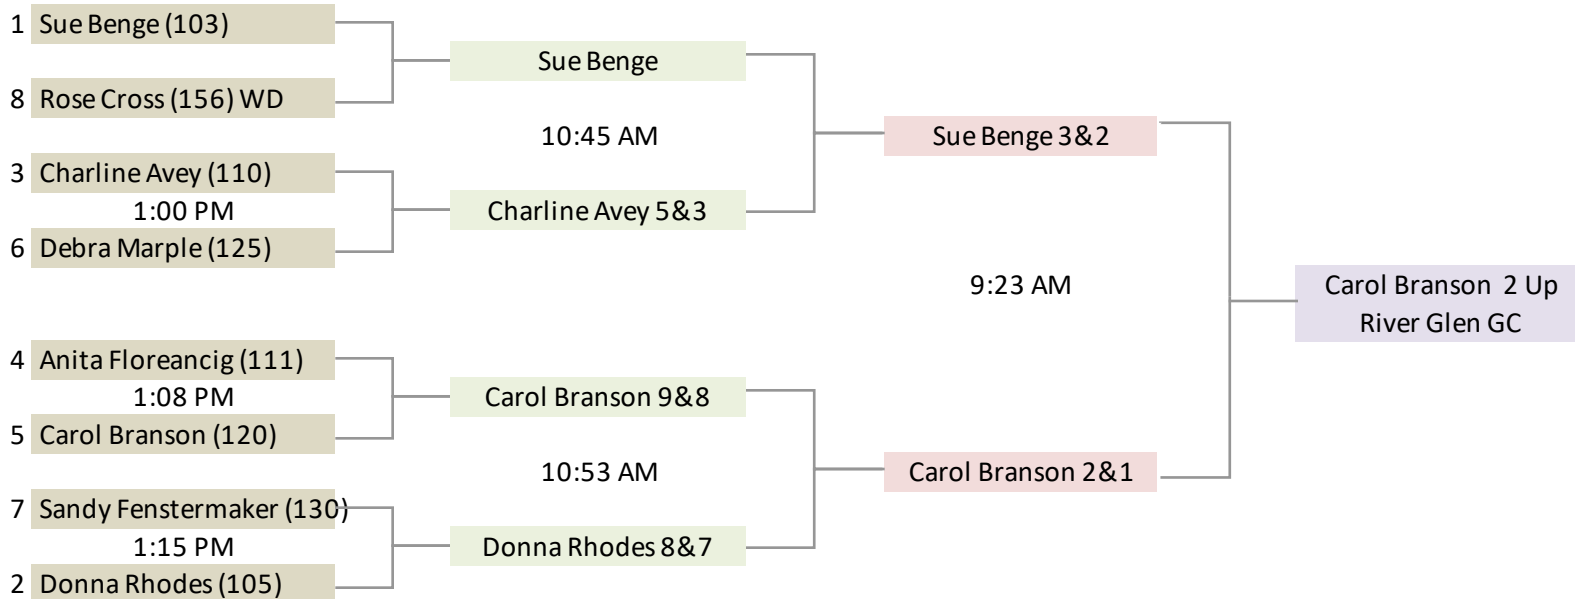 1 Sue Benge (103)
Sue Benge
8 Rose Cross (156) WD
10:45 AM
Sue Benge 3&2
3 Charline Avey (110)
1:00 PM
Charline Avey 5&3
6 Debra Marple (125)
9:23 AM
Carol Branson 2 Up
River Glen GC
4 Anita Floreancig (111)
1:08 PM
Carol Branson 9&8
5 Carol Branson (120)
10:53 AM
Carol Branson 2&1
7 Sandy Fenstermaker (130)
1:15 PM
Donna Rhodes 8&7
2 Donna Rhodes (105)